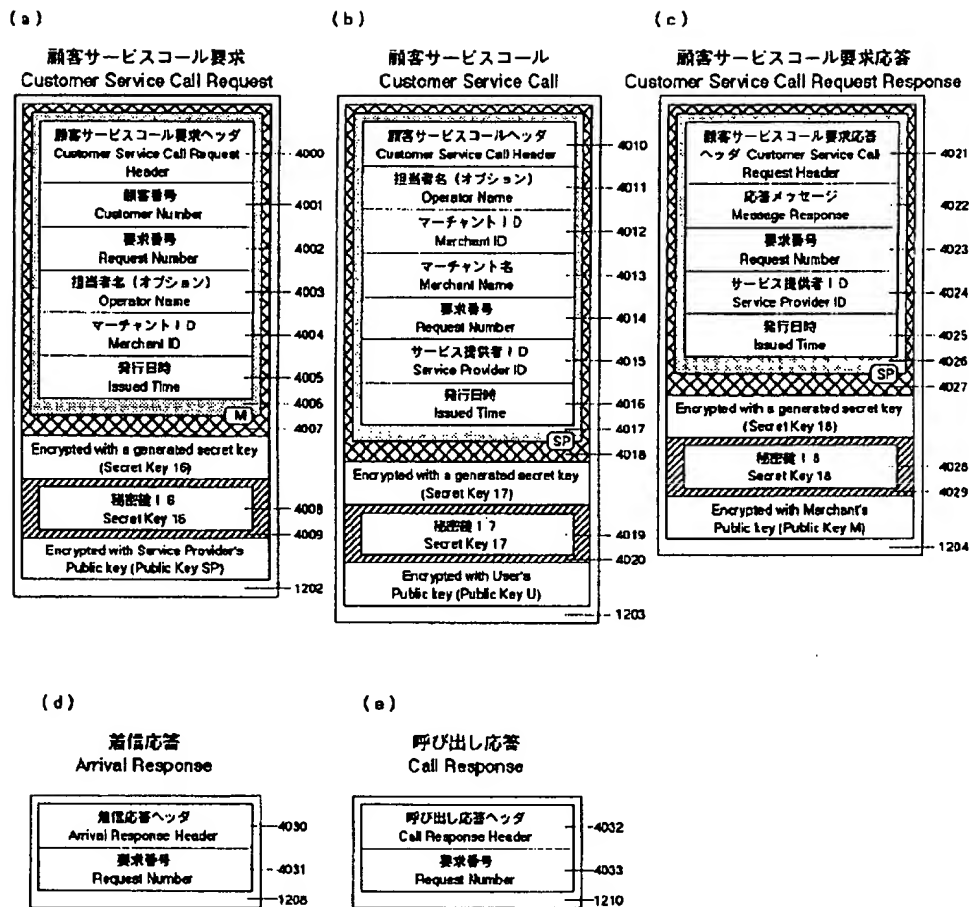 (a)
顧客サービスコール要求
Customer Service Call Request
顧客サービスコール要求ヘッダ
Customer Service Call Request
Header
4000
顧客番号
Customer Number
4001
要求番号
Request Number
4002
担当者名(オプション)
Operator Name
4003
マーチャントID
Merchant ID
4004
発行日時
Issued Time
4005
4006
M
4007
Encrypted with a generated secret key
(Secret Key 16)
秘密鍵16
Secret Key 16
4008
4009
Encrypted with Service Provider's
Public key (Public Key SP)
1202
(b)
顧客サービスコール
Customer Service Call
顧客サービスコールヘッダ
Customer Service Call Header
4010
担当者名(オプション)
Operator Name
4011
マーチャントID
Merchant ID
4012
マーチャント名
Merchant Name
4013
要求番号
Request Number
4014
サービス提供者ID
Service Provider ID
4015
発行日時
Issued Time
4016
4017
SP
4018
Encrypted with a generated secret key
(Secret Key 17)
秘密鍵17
Secret Key 17
4019
4020
Encrypted with User's
Public key (Public Key U)
1203
(c)
顧客サービスコール要求応答
Customer Service Call Request Response
顧客サービスコール要求応答
ヘッダ Customer Service Call
Request Header
4021
応答メッセージ
Message Response
4022
要求番号
Request Number
4023
サービス提供者ID
Service Provider ID
4024
発行日時
Issued Time
4025
4026
SP
4027
Encrypted with a generated secret key
(Secret Key 18)
秘密鍵18
Secret Key 18
4028
4029
Encrypted with Merchant's
Public key (Public Key M)
1204
(d)
着信応答
Arrival Response
着信応答ヘッダ
Arrival Response Header
4030
要求番号
Request Number
4031
1208
(e)
呼び出し応答
Call Response
呼び出し応答ヘッダ
Call Response Header
4032
要求番号
Request Number
4033
1210